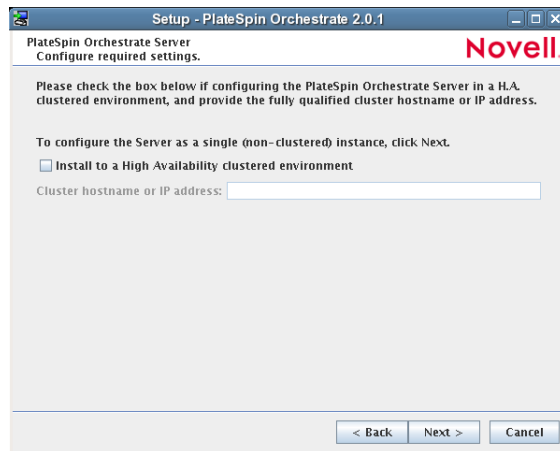 Setup - PlateSpin Orchestrate 2.0.1
PlateSpin Orchestrate Server
Configure required settings.
Novell.
Please check the box below if configuring the PlateSpin Orchestrate Server in a H.A.
clustered environment, and provide the fully qualified cluster hostname or IP address.
To configure the Server as a single (non-clustered) instance, click Next.
Install to a High Availability clustered environment
Cluster hostname or IP address:
< Back
Next >
Cancel